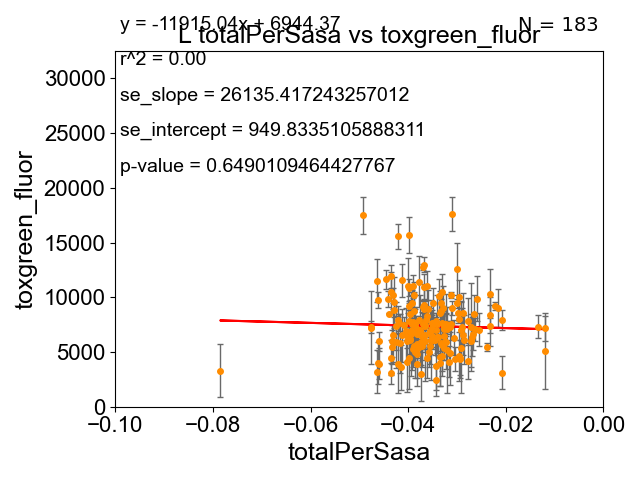 y = -11915.04x + 6944.37
N = 183
L totalPerSasa vs toxgreen_fluor
r^2 = 0.00
se_slope = 26135.417243257012
se_intercept = 949.8335105888311
p-value = 0.6490109464427767
30000
25000
20000
15000
10000
5000
0
toxgreen_fluor
−0.10 −0.08 −0.06 −0.04 −0.02 0.00
totalPerSasa